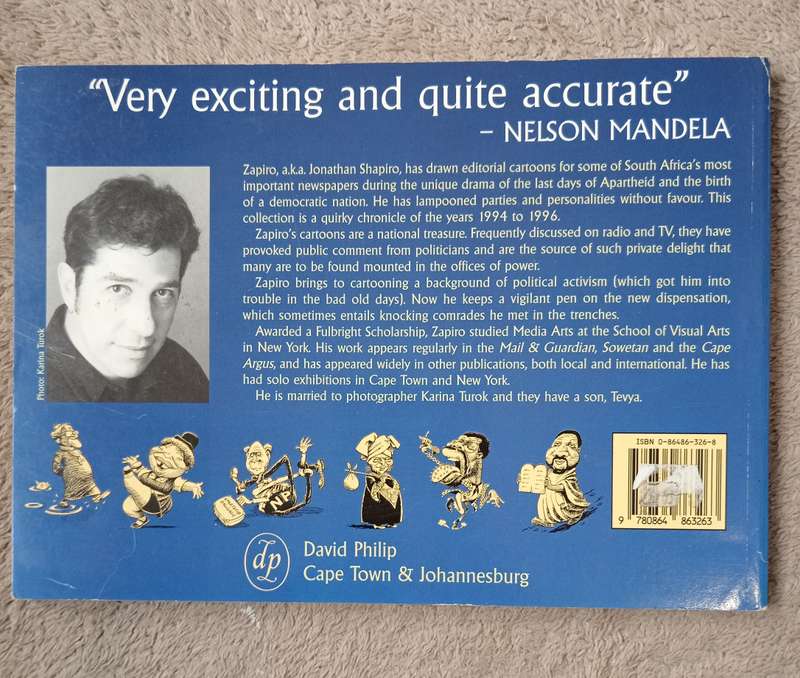 “Very exciting and quite accurate”
– NELSON MANDELA
Zapiro, a.k.a. Jonathan Shapiro, has drawn editorial cartoons for some of South Africa’s most
important newspapers during the unique drama of the last days of Apartheid and the birth
of a democratic nation. He has lampooned parties and personalities without favour. This
collection is a quirky chronicle of the years 1994 to 1996.
Zapiro’s cartoons are a national treasure. Frequently discussed on radio and TV, they have
provoked public comment from politicians and are the source of such private delight that
many are to be found mounted in the offices of power.
Zapiro brings to cartooning a background of political activism (which got him into
trouble in the bad old days). Now he keeps a vigilant pen on the new dispensation,
which sometimes entails knocking comrades he met in the trenches.
Awarded a Fulbright Scholarship, Zapiro studied Media Arts at the School of Visual Arts
in New York. His work appears regularly in the Mail & Guardian, Sowetan and the Cape
Argus, and has appeared widely in other publications, both local and international. He has
had solo exhibitions in Cape Town and New York.
He is married to photographer Karina Turok and they have a son, Tevya.
Photo: Karina Turok
NP
ISBN 0-86486-326-8
9 780864 863263
dp
David Philip
Cape Town & Johannesburg